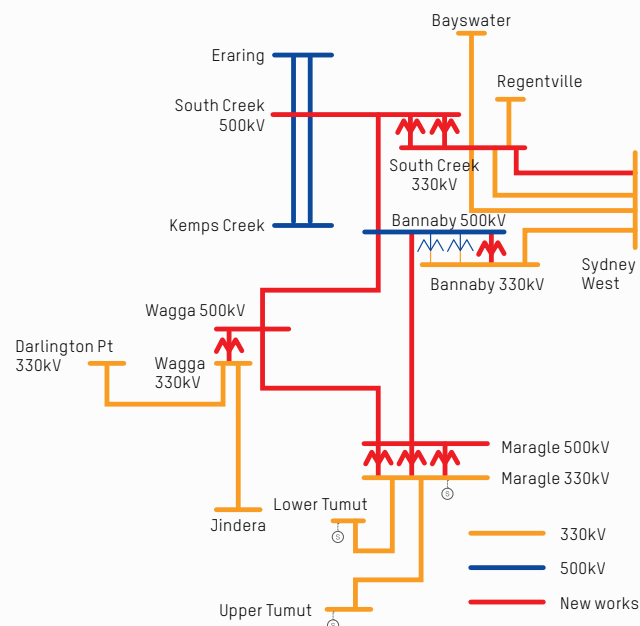 Bayswater
Eraring
Regentville
South Creek
500kV
South Creek
330kV
Kemps Creek
Bannaby 500kV
Bannaby 330kV
Sydney
West
Wagga 500kV
Darlington Pt
330kV
Wagga
330kV
Maragle 500kV
Maragle 330kV
S
Lower Tumut
S
Jindera
330kV
500kV
New works
Upper Tumut
S